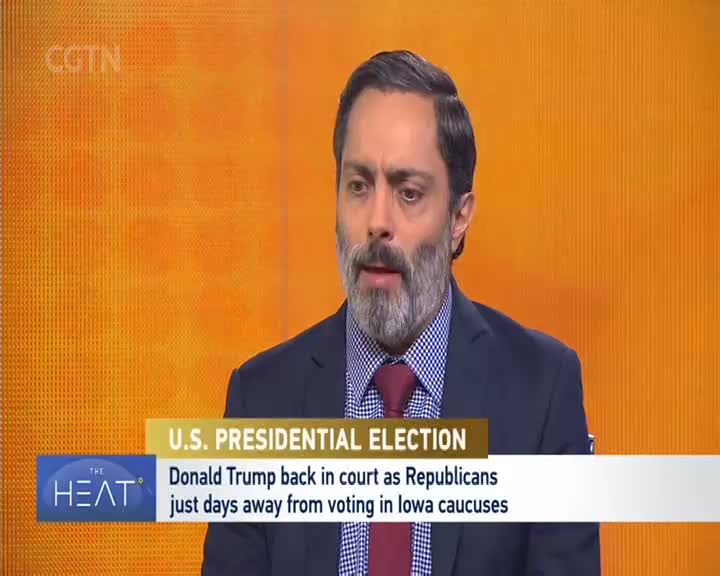 CGTN
U.S. PRESIDENTIAL ELECTION
THE
HEAT
Donald Trump back in court as Republicans
just days away from voting in Iowa caucuses